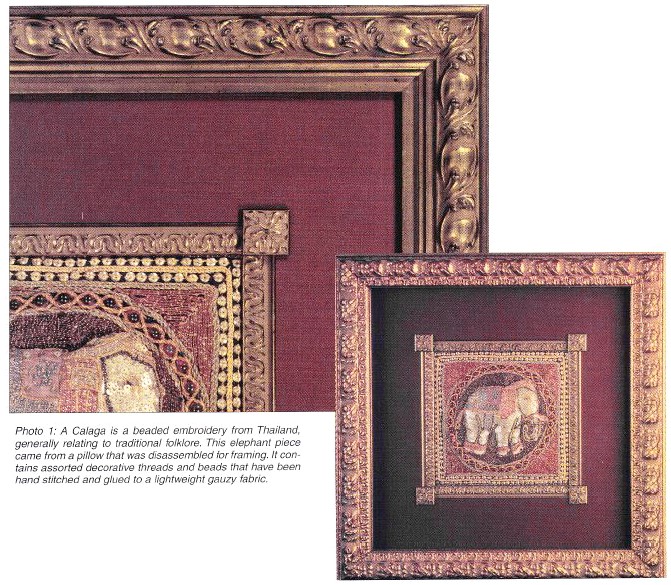 Photo 1: A Calaga is a beaded embroidery from Thailand,
generally relating to traditional folklore. This elephant piece
came from a pillow that was disassembled for framing. It con-
tains assorted decorative threads and beads that have been
hand stitched and glued to a lightweight gauzy fabric.